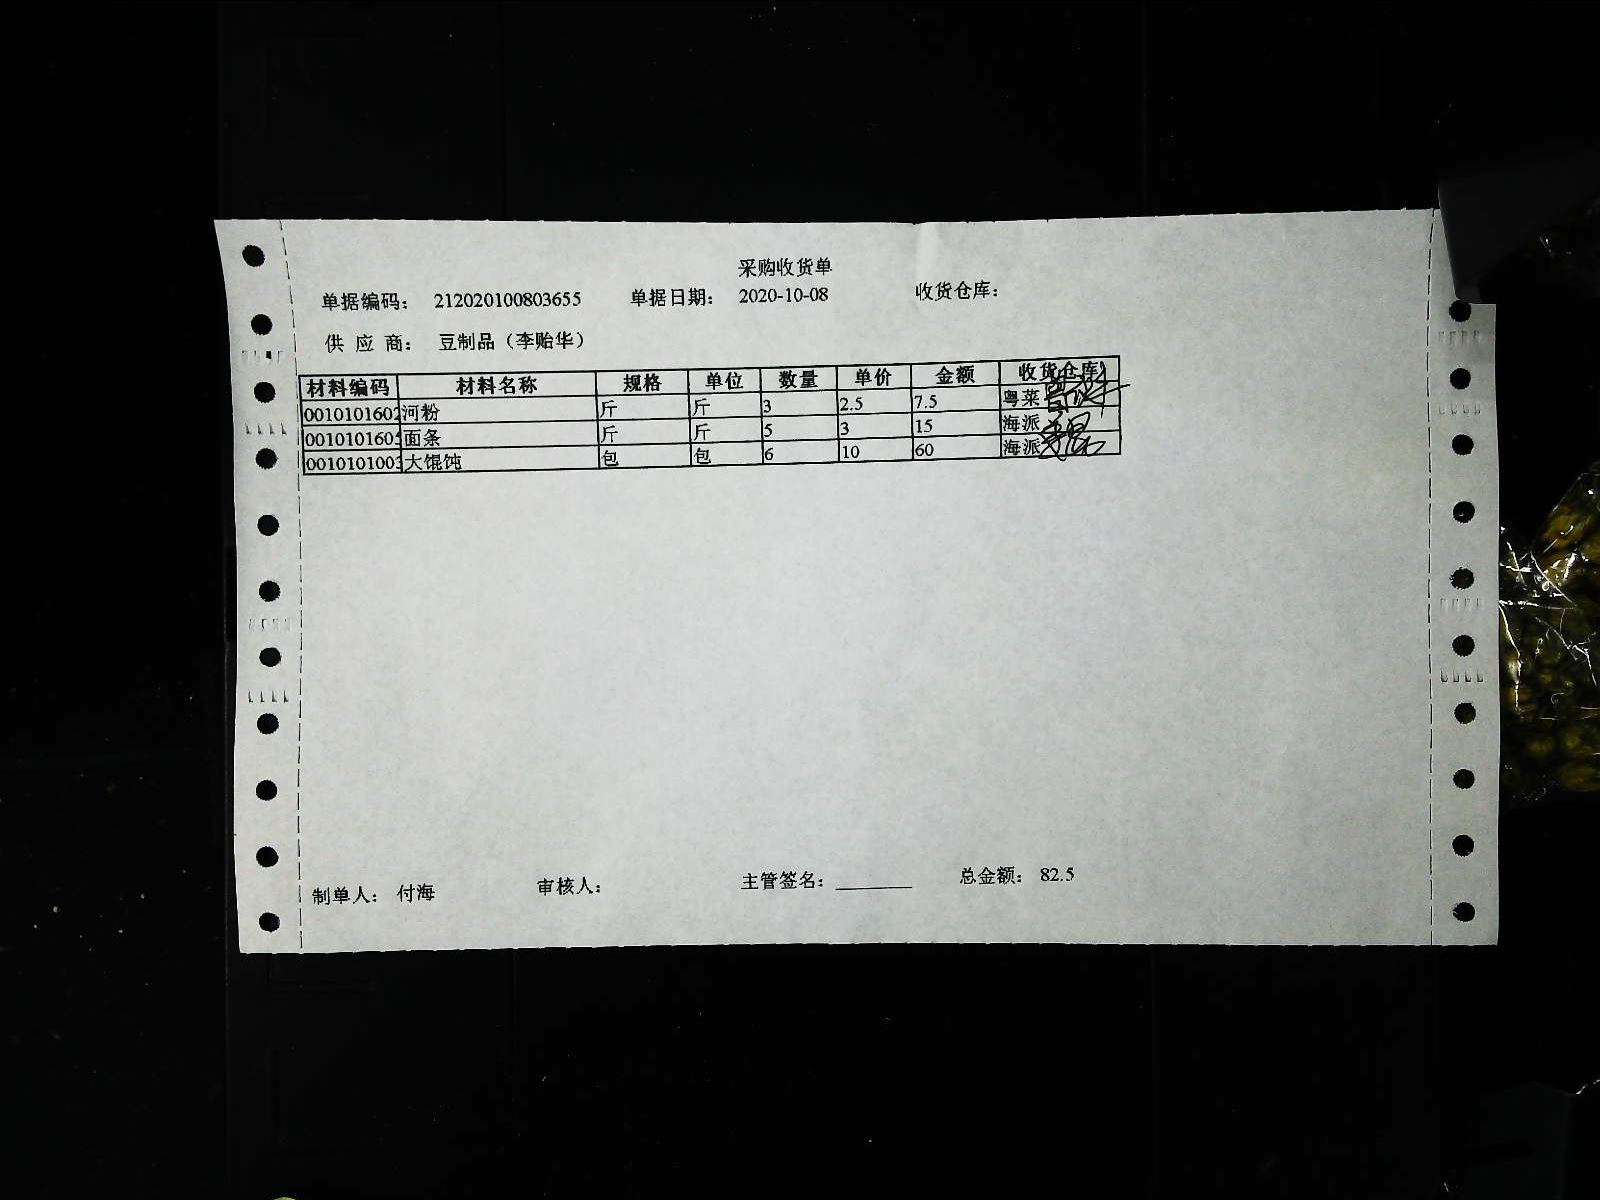 采购收货单
单据编码： 212020100803655 单据日期： 2020-10-08 收货仓库：
供 应 商： 豆制品（李贻华）
材料编码 材料名称 规格 单位 数量 单价 金额 收货仓库
0010101602 河粉 斤 斤 3 2.5 7.5 粤菜
001010160 面条 斤 斤 5 3 15 海派
001010100 大馄饨 包 包 6 10 60 海派
制单人： 付海 审核人： 主管签名：________ 总金额： 82.5